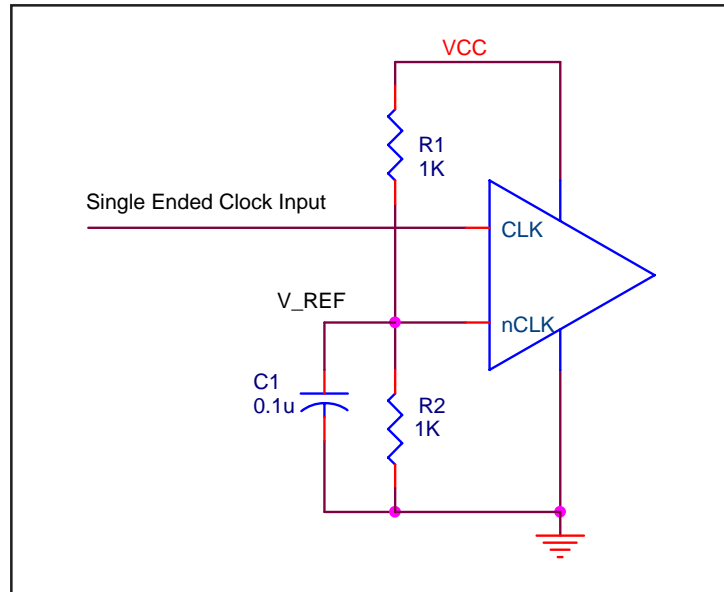 VCC
R1
1K
Single Ended Clock Input
CLK
V_REF
nCLK
C1
0.1u
R2
1K